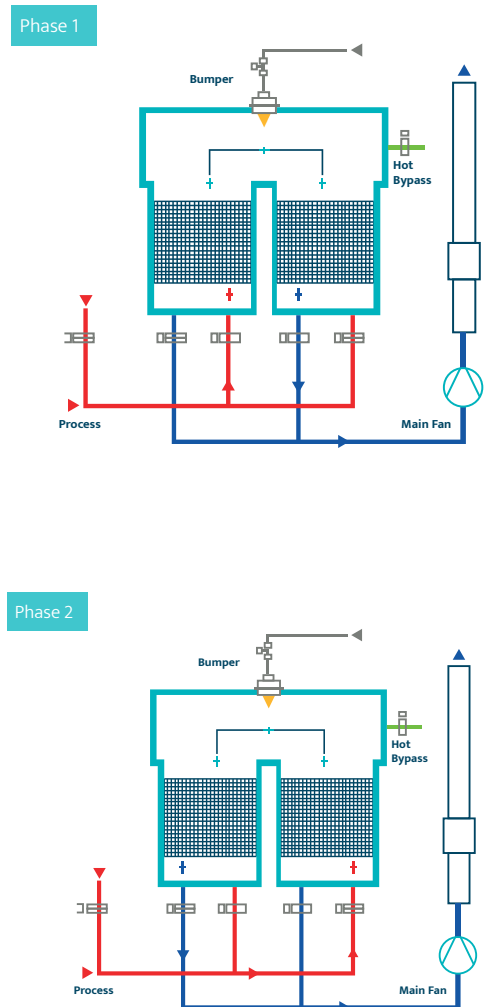 Phase 1
Bumper
Hot
Bypass
Process
Main Fan
Phase 2
Bumper
Hot
Bypass
Process
Main Fan